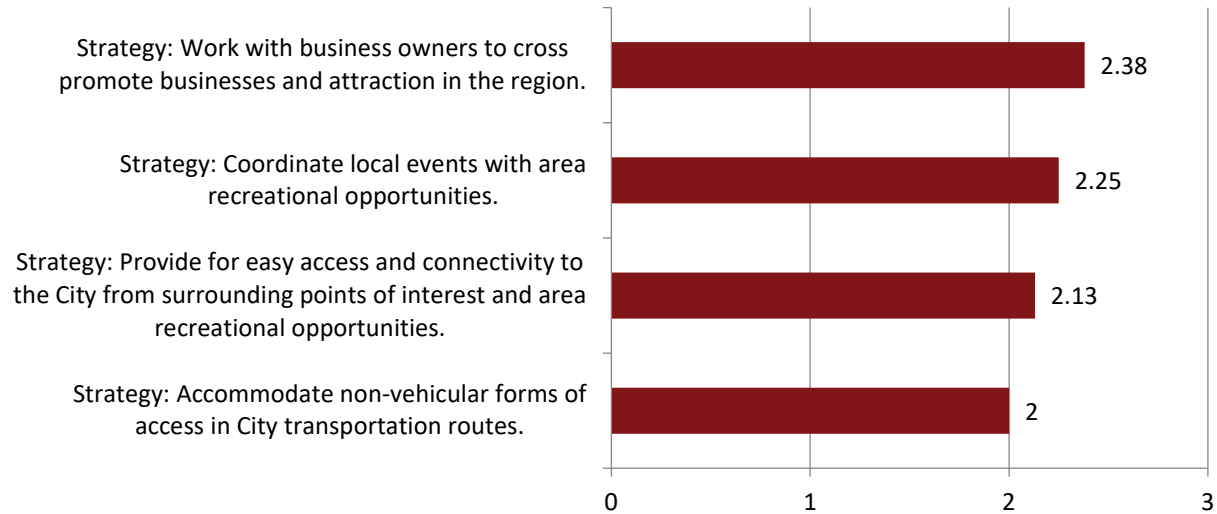 Strategy: Work with business owners to cross
promote businesses and attraction in the region.
2.38
Strategy: Coordinate local events with area
recreational opportunities.
2.25
Strategy: Provide for easy access and connectivity to
the City from surrounding points of interest and area
recreational opportunities.
2.13
Strategy: Accommodate non-vehicular forms of
access in City transportation routes.
2
0 1 2 3